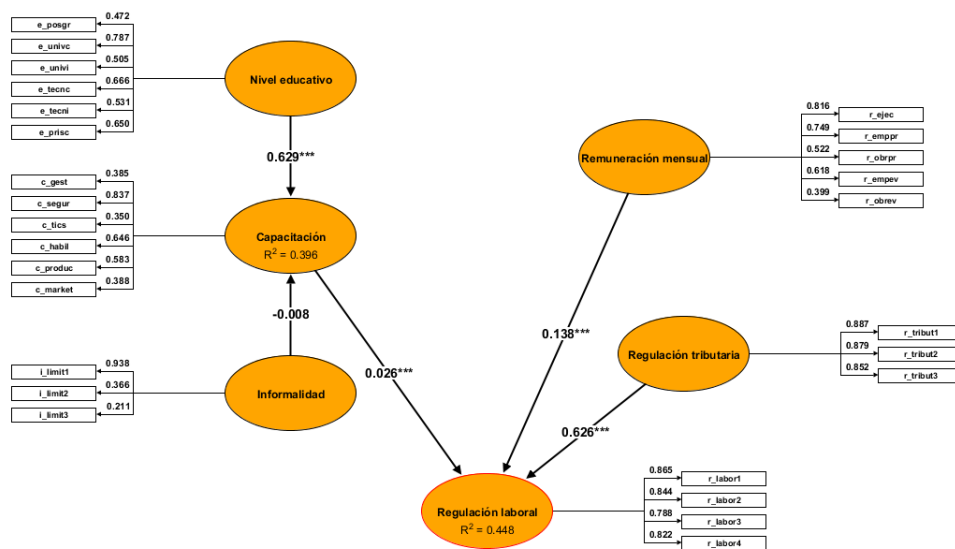 0.472
e_posgr
0.787
e_univc
0.505
e_univi
0.666
e_tecnc
0.531
e_tecni
0.650
e_prisc
Nivel educativo
0.629***
0.385
c_gest
0.837
c_segur
0.350
c_tics
0.646
c_habil
0.583
c_produc
0.388
c_market
Capacitación
R² = 0.396
-0.008
0.938
i_limit1
0.366
i_limit2
0.211
i_limit3
Informalidad
0.026***
Remuneración mensual
0.816
r_ejec
0.749
r_emppr
0.522
r_obrpr
0.618
r_empev
0.399
r_obrev
0.138***
Regulación tributaria
0.887
r_tribut1
0.879
r_tribut2
0.852
r_tribut3
0.626***
Regulación laboral
R² = 0.448
0.865
r_labor1
0.844
r_labor2
0.788
r_labor3
0.822
r_labor4